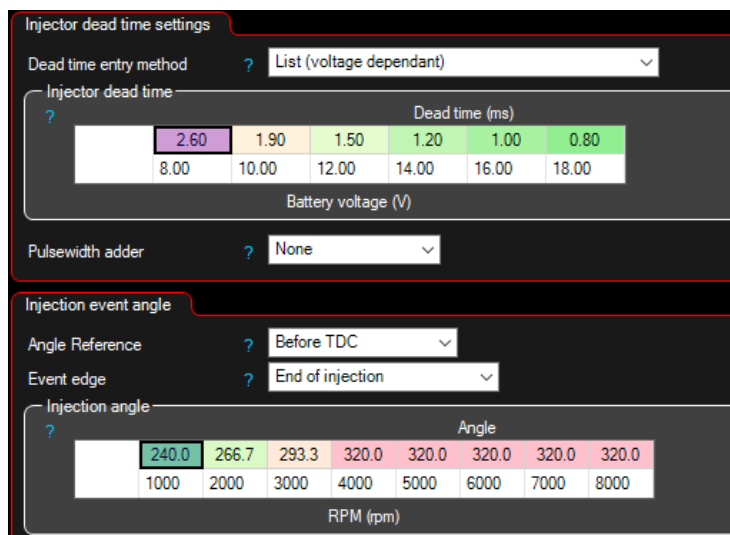 Injector dead time settings
Dead time entry method ? List (voltage dependant)
Injector dead time
?
Dead time (ms)
2.60 1.90 1.50 1.20 1.00 0.80
8.00 10.00 12.00 14.00 16.00 18.00
Battery voltage (V)
Pulsewidth adder ? None
Injection event angle
Angle Reference ? Before TDC
Event edge ? End of injection
Injection angle
?
Angle
240.0 266.7 293.3 320.0 320.0 320.0 320.0 320.0
1000 2000 3000 4000 5000 6000 7000 8000
RPM (rpm)